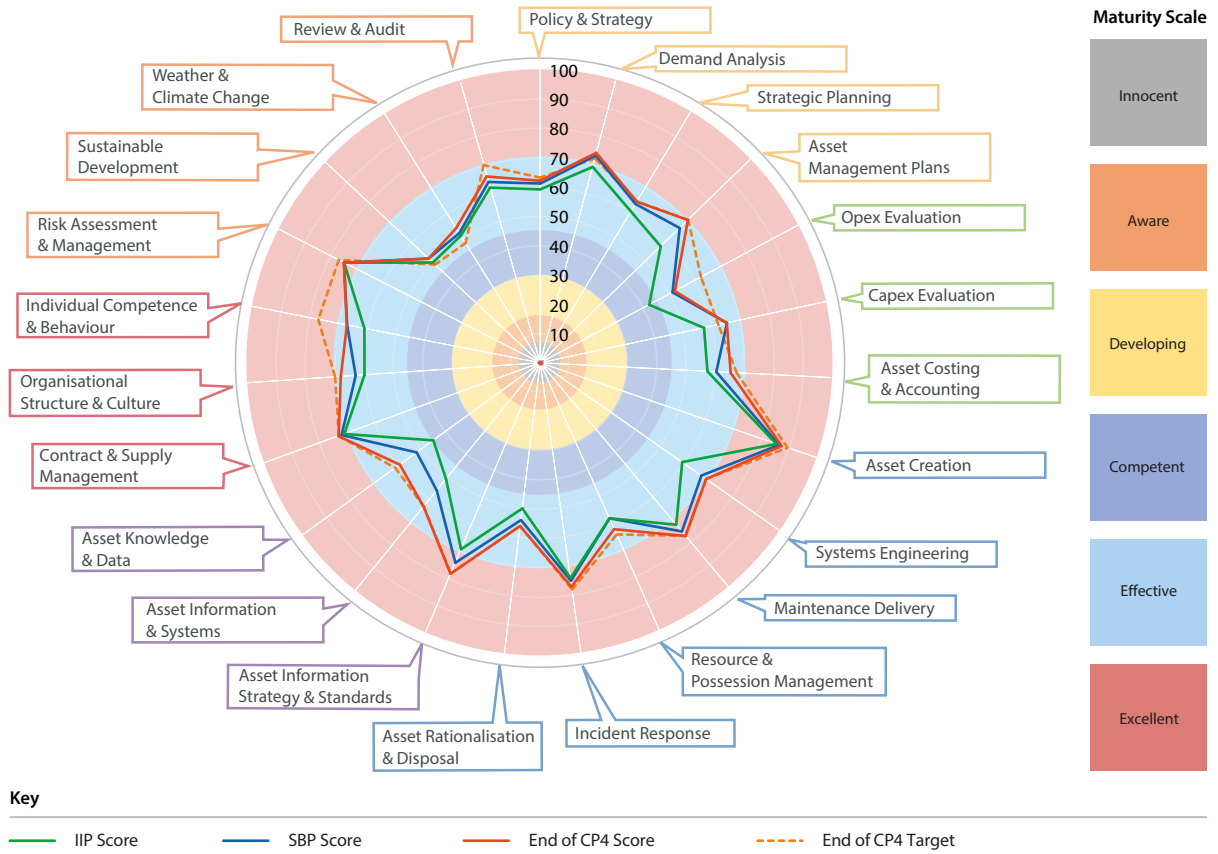 Policy & Strategy
Maturity Scale
Review & Audit
Demand Analysis
Weather &
Climate Change
Strategic Planning
Sustainable
Development
Asset
Management Plans
Risk Assessment
& Management
Opex Evaluation
Individual Competence
& Behaviour
Capex Evaluation
Organisational
Structure & Culture
Asset Costing
& Accounting
Contract & Supply
Management
Asset Creation
Asset Knowledge
& Data
Systems Engineering
Asset Information
& Systems
Maintenance Delivery
Asset Information
Strategy & Standards
Resource &
Possession Management
Asset Rationalisation
& Disposal
Incident Response
100
90
80
70
60
50
40
30
20
10
Innocent
Aware
Developing
Competent
Effective
Excellent
Key
IIP Score
SBP Score
End of CP4 Score
End of CP4 Target